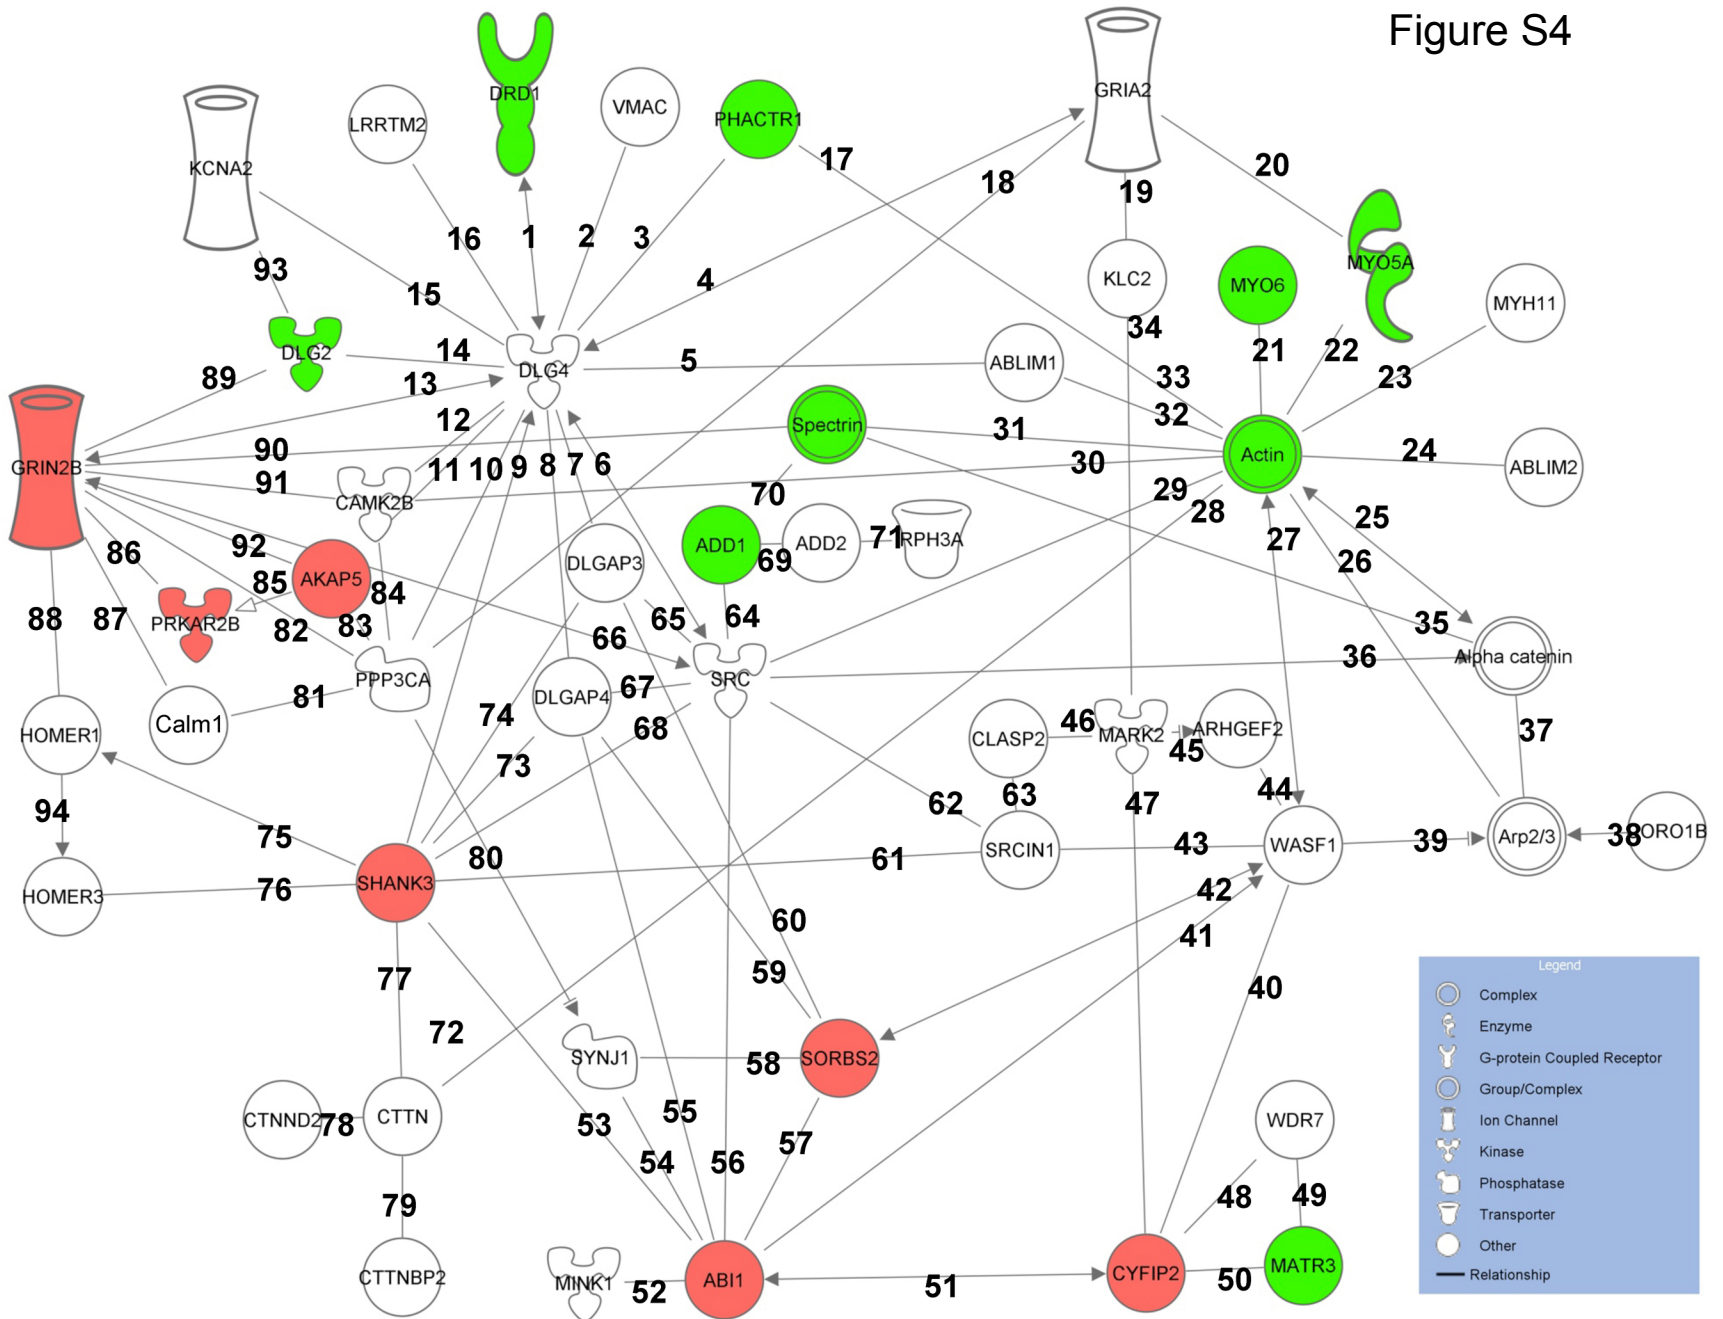 Figure S4
DRD1
GRIA2
VMAC
PHACTR1
LRRTM2
KCNA2
17
20
18
19
16
1
2
3
93
15
4
KLC2
MYO6
MYO5A
MYH11
34
DLG2
14
DLG4
5
ABLIM1
21
22
23
89
13
33
12
32
Spectrin
31
90
Actin
24
ABLIM2
GRIN2B
91
11
10
9
8
7
6
30
CAMK2B
70
29
28
25
86
92
ADD1
69
ADD2
71
RPH3A
27
26
AKAP5
85
84
DLGAP3
88
87
PRKAR2B
82
83
66
65
64
35
PPP3CA
SRC
36
Alpha catenin
81
DLGAP4
67
HOMER1
Calm1
74
68
CLASP2
46
MARK2
45
ARHGEF2
37
73
94
75
62
63
47
44
80
61
SRCIN1
43
WASF1
39
Arp2/3
38
ORO1B
HOMER3
76
SHANK3
42
60
41
77
59
40
72
SYNJ1
58
SORBS2
CTNND2
78
CTTN
53
55
57
WDR7
54
56
79
48
49
CTTNBP2
MINK1
52
ABI1
51
CYFIP2
50
MATR3
Legend
Complex
Enzyme
G-protein Coupled Receptor
Group/Complex
Ion Channel
Kinase
Phosphatase
Transporter
Other
Relationship